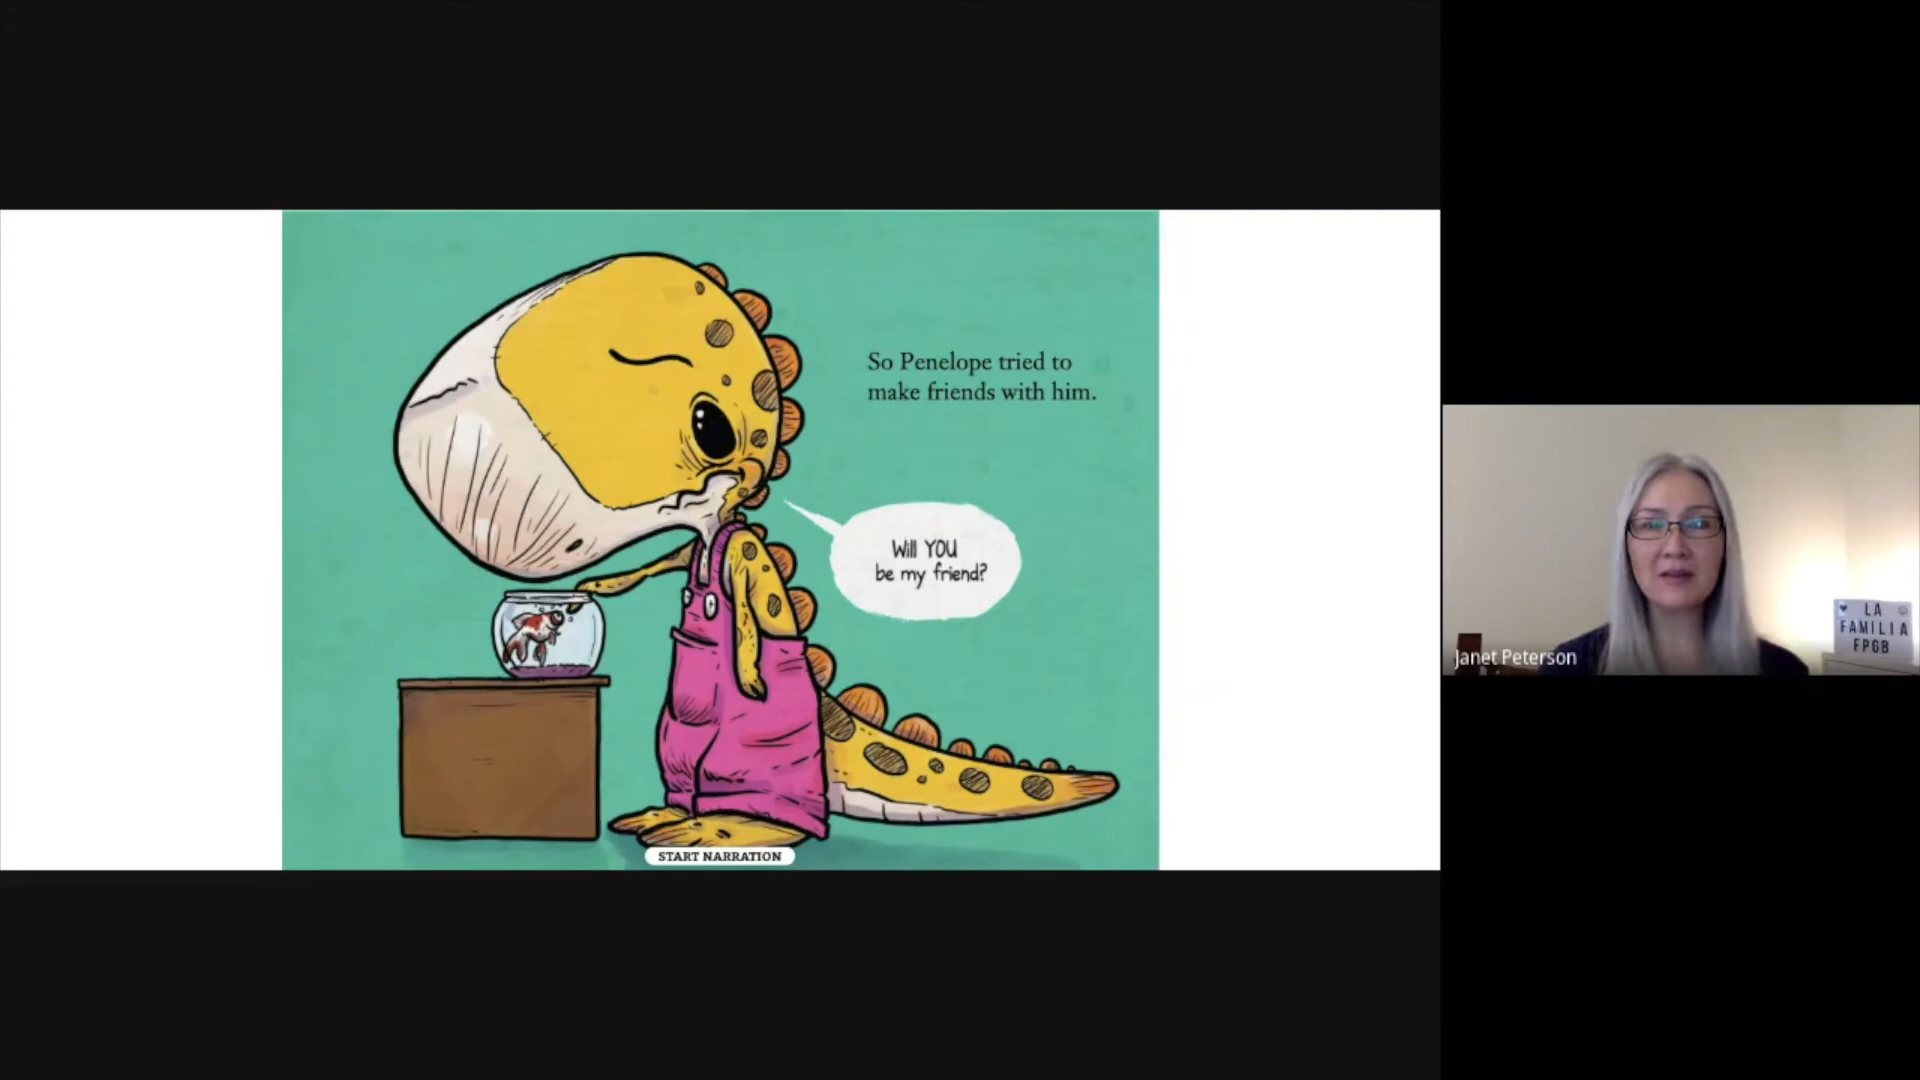 So Penelope tried to
make friends with him.
Will YOU
be my friend?
START NARRATION
Janet Peterson
LA
FAMILIA
FPGB